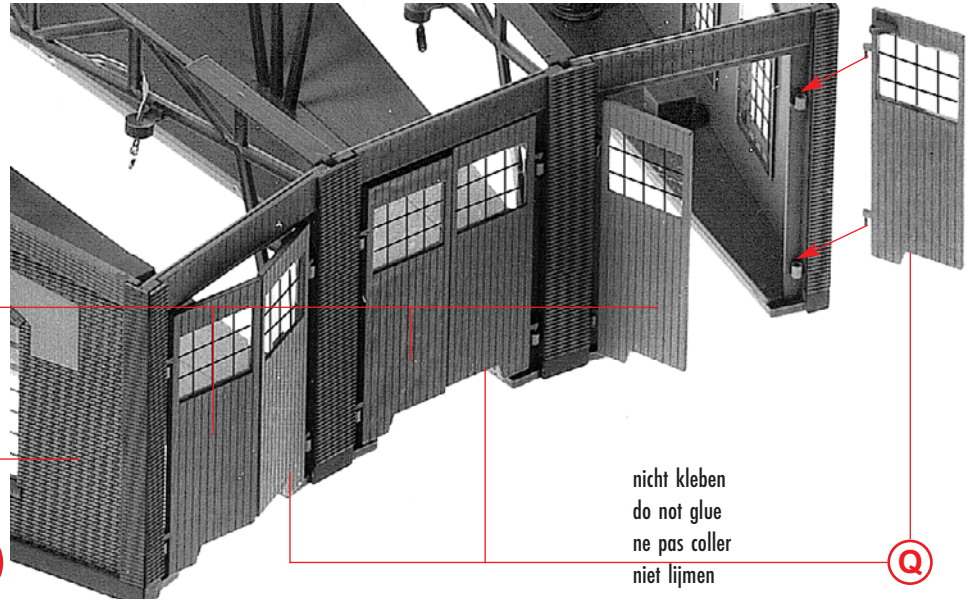 nicht kleben
do not glue
ne pas coller
niet lijmen
Q